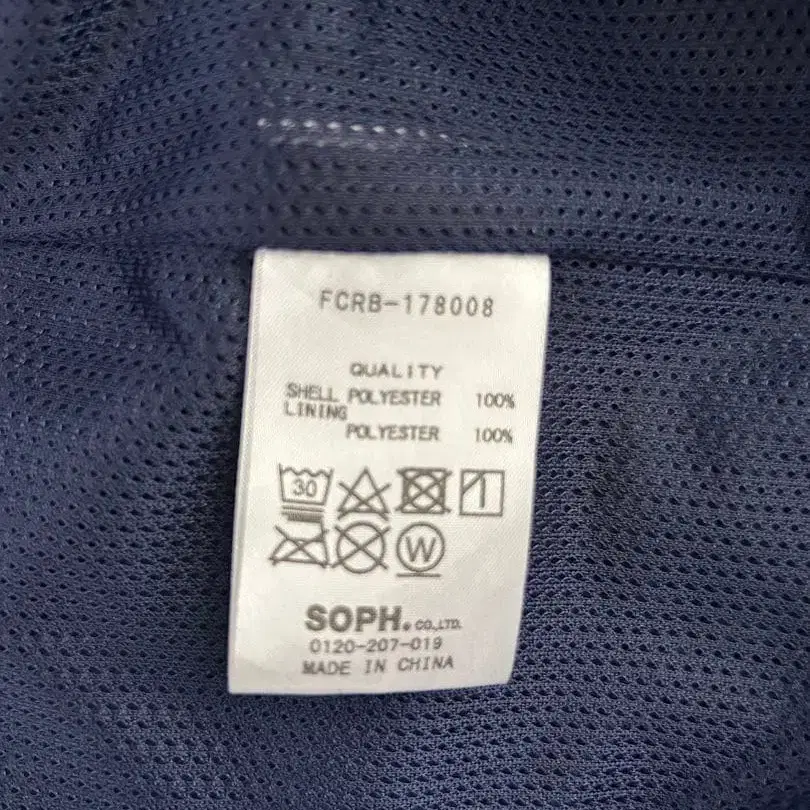 FCRB-178008
QUALITY
SHELL POLYESTER 100%
LINING
POLYESTER 100%
30
W
SOPH. CO.,LTD.
0120-207-019
MADE IN CHINA